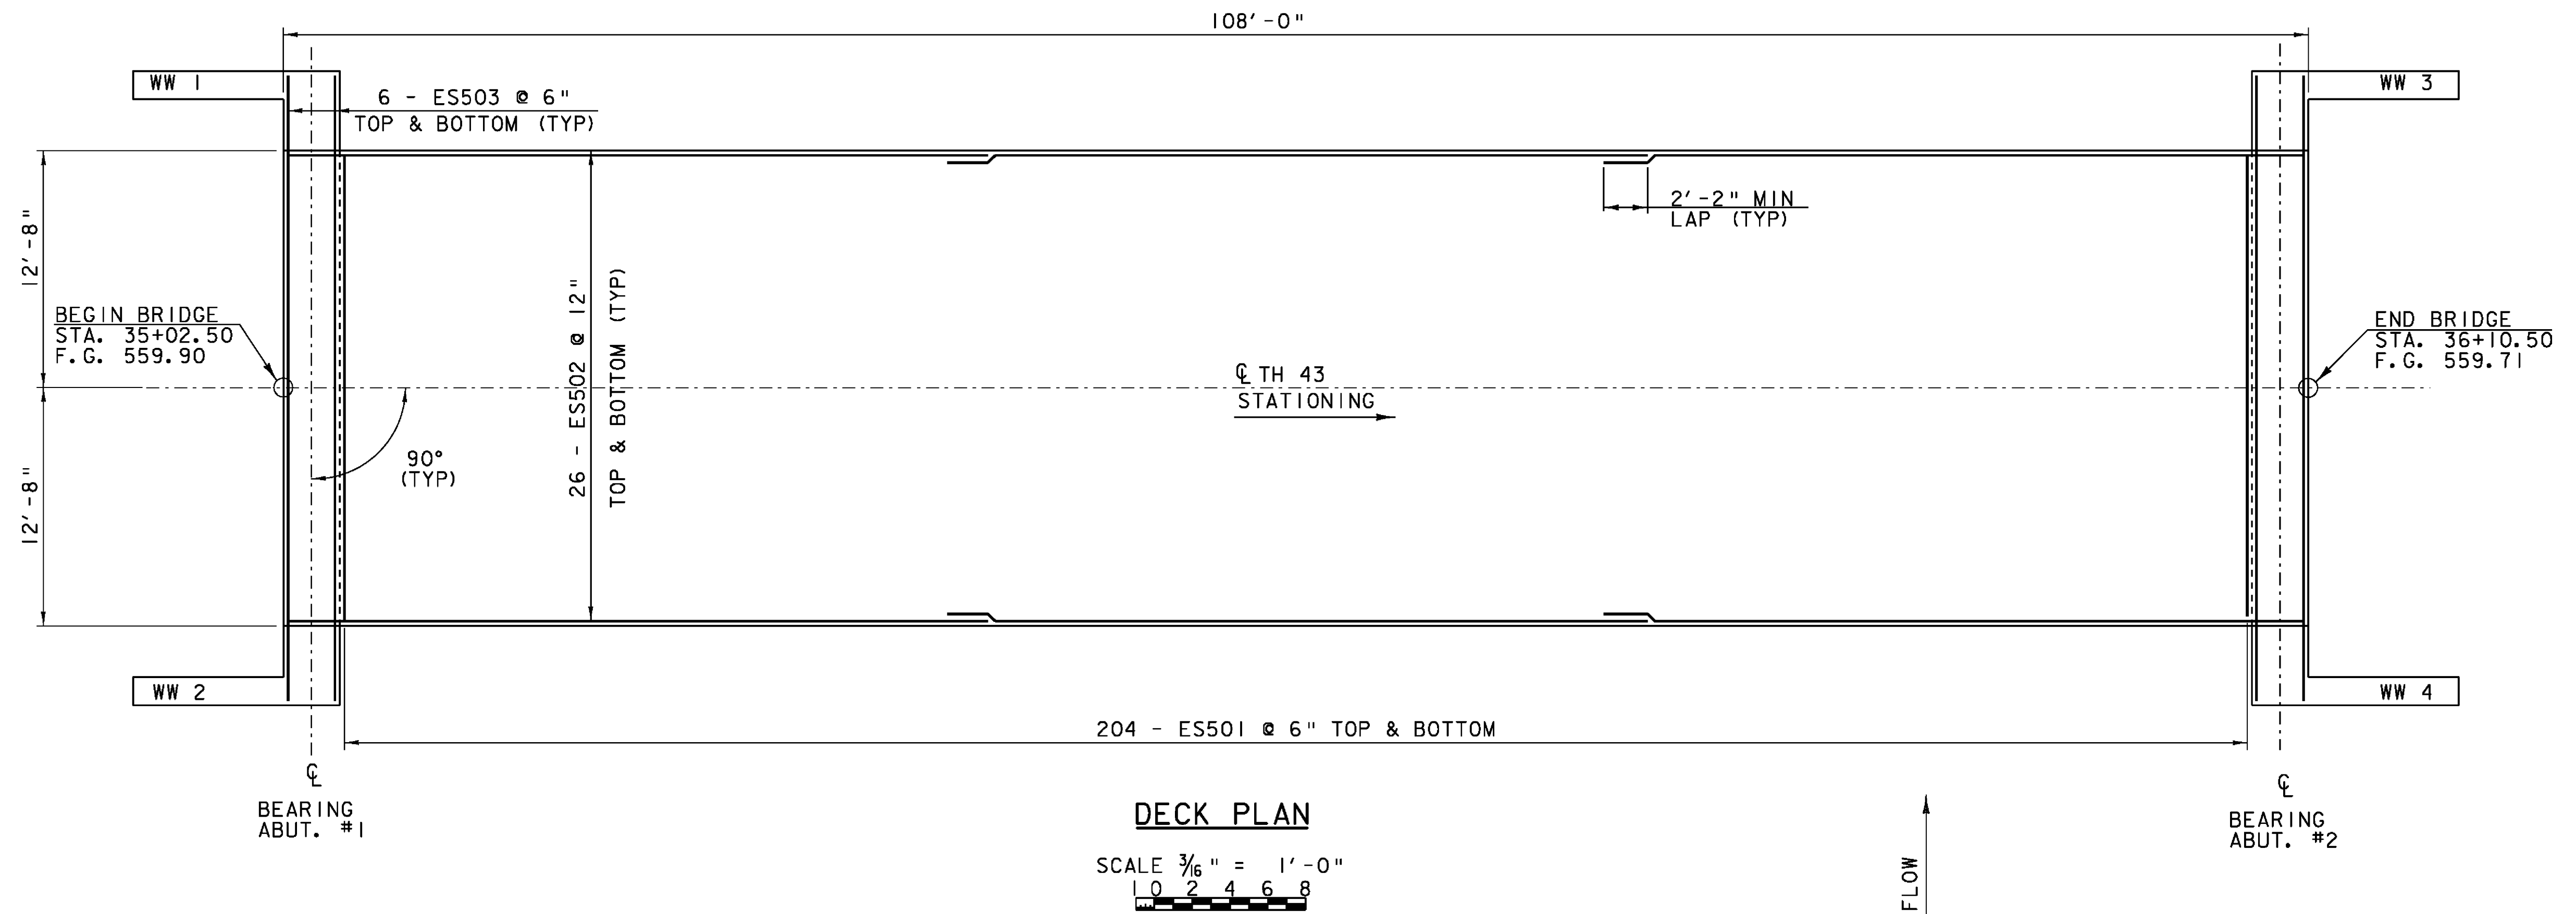 108'-0"
WW 1
WW 3
6 - ES503 @ 6"
TOP & BOTTOM (TYP)
12'-8"
2'-2" MIN
LAP (TYP)
26 - ES502 @ 12"
TOP & BOTTOM (TYP)
BEGIN BRIDGE
STA. 35+02.50
F.G. 559.90
END BRIDGE
STA. 36+10.50
F.G. 559.71
℄ TH 43
STATIONING
90°
(TYP)
12'-8"
WW 2
WW 4
204 - ES501 @ 6" TOP & BOTTOM
℄
BEARING
ABUT. #1
℄
BEARING
ABUT. #2
DECK PLAN
SCALE 3/16" = 1'-0"
1 0 2 4 6 8
FLOW